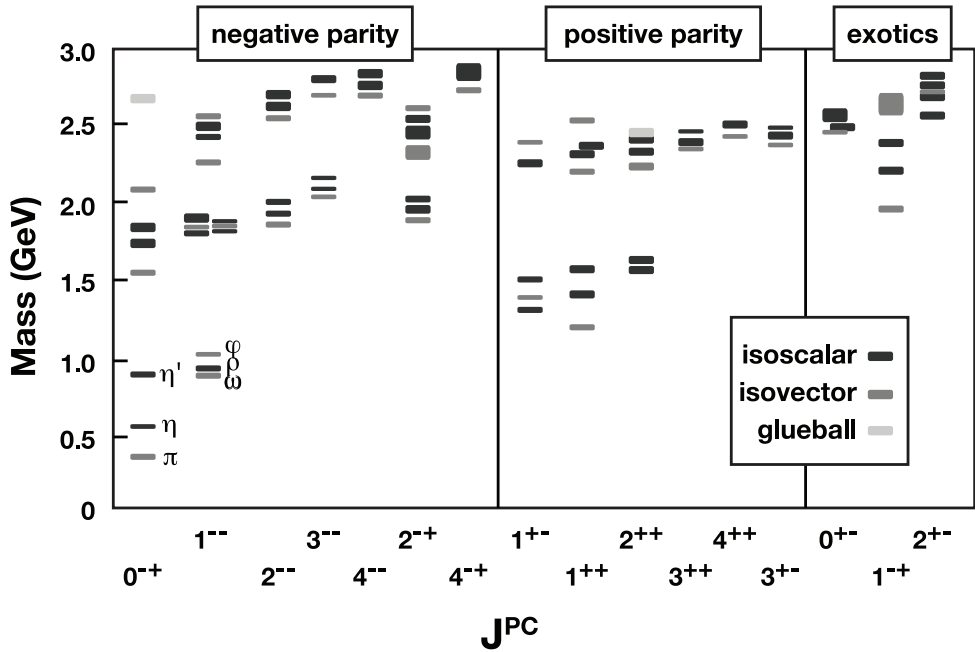 negative parity
positive parity
exotics
3.0
2.5
2.0
1.5
1.0
0.5
0
Mass (GeV)
φ
ρ
ω
η'
η
π
isoscalar
isovector
glueball
1⁻⁻ 3⁻⁻ 2⁻⁺ 1⁺⁻ 2⁺⁺ 4⁺⁺ 0⁺⁻ 2⁺⁻
0⁻⁺ 2⁻⁻ 4⁻⁻ 4⁻⁺ 1⁺⁺ 3⁺⁺ 3⁺⁻ 1⁻⁺
Jᴾᶜ